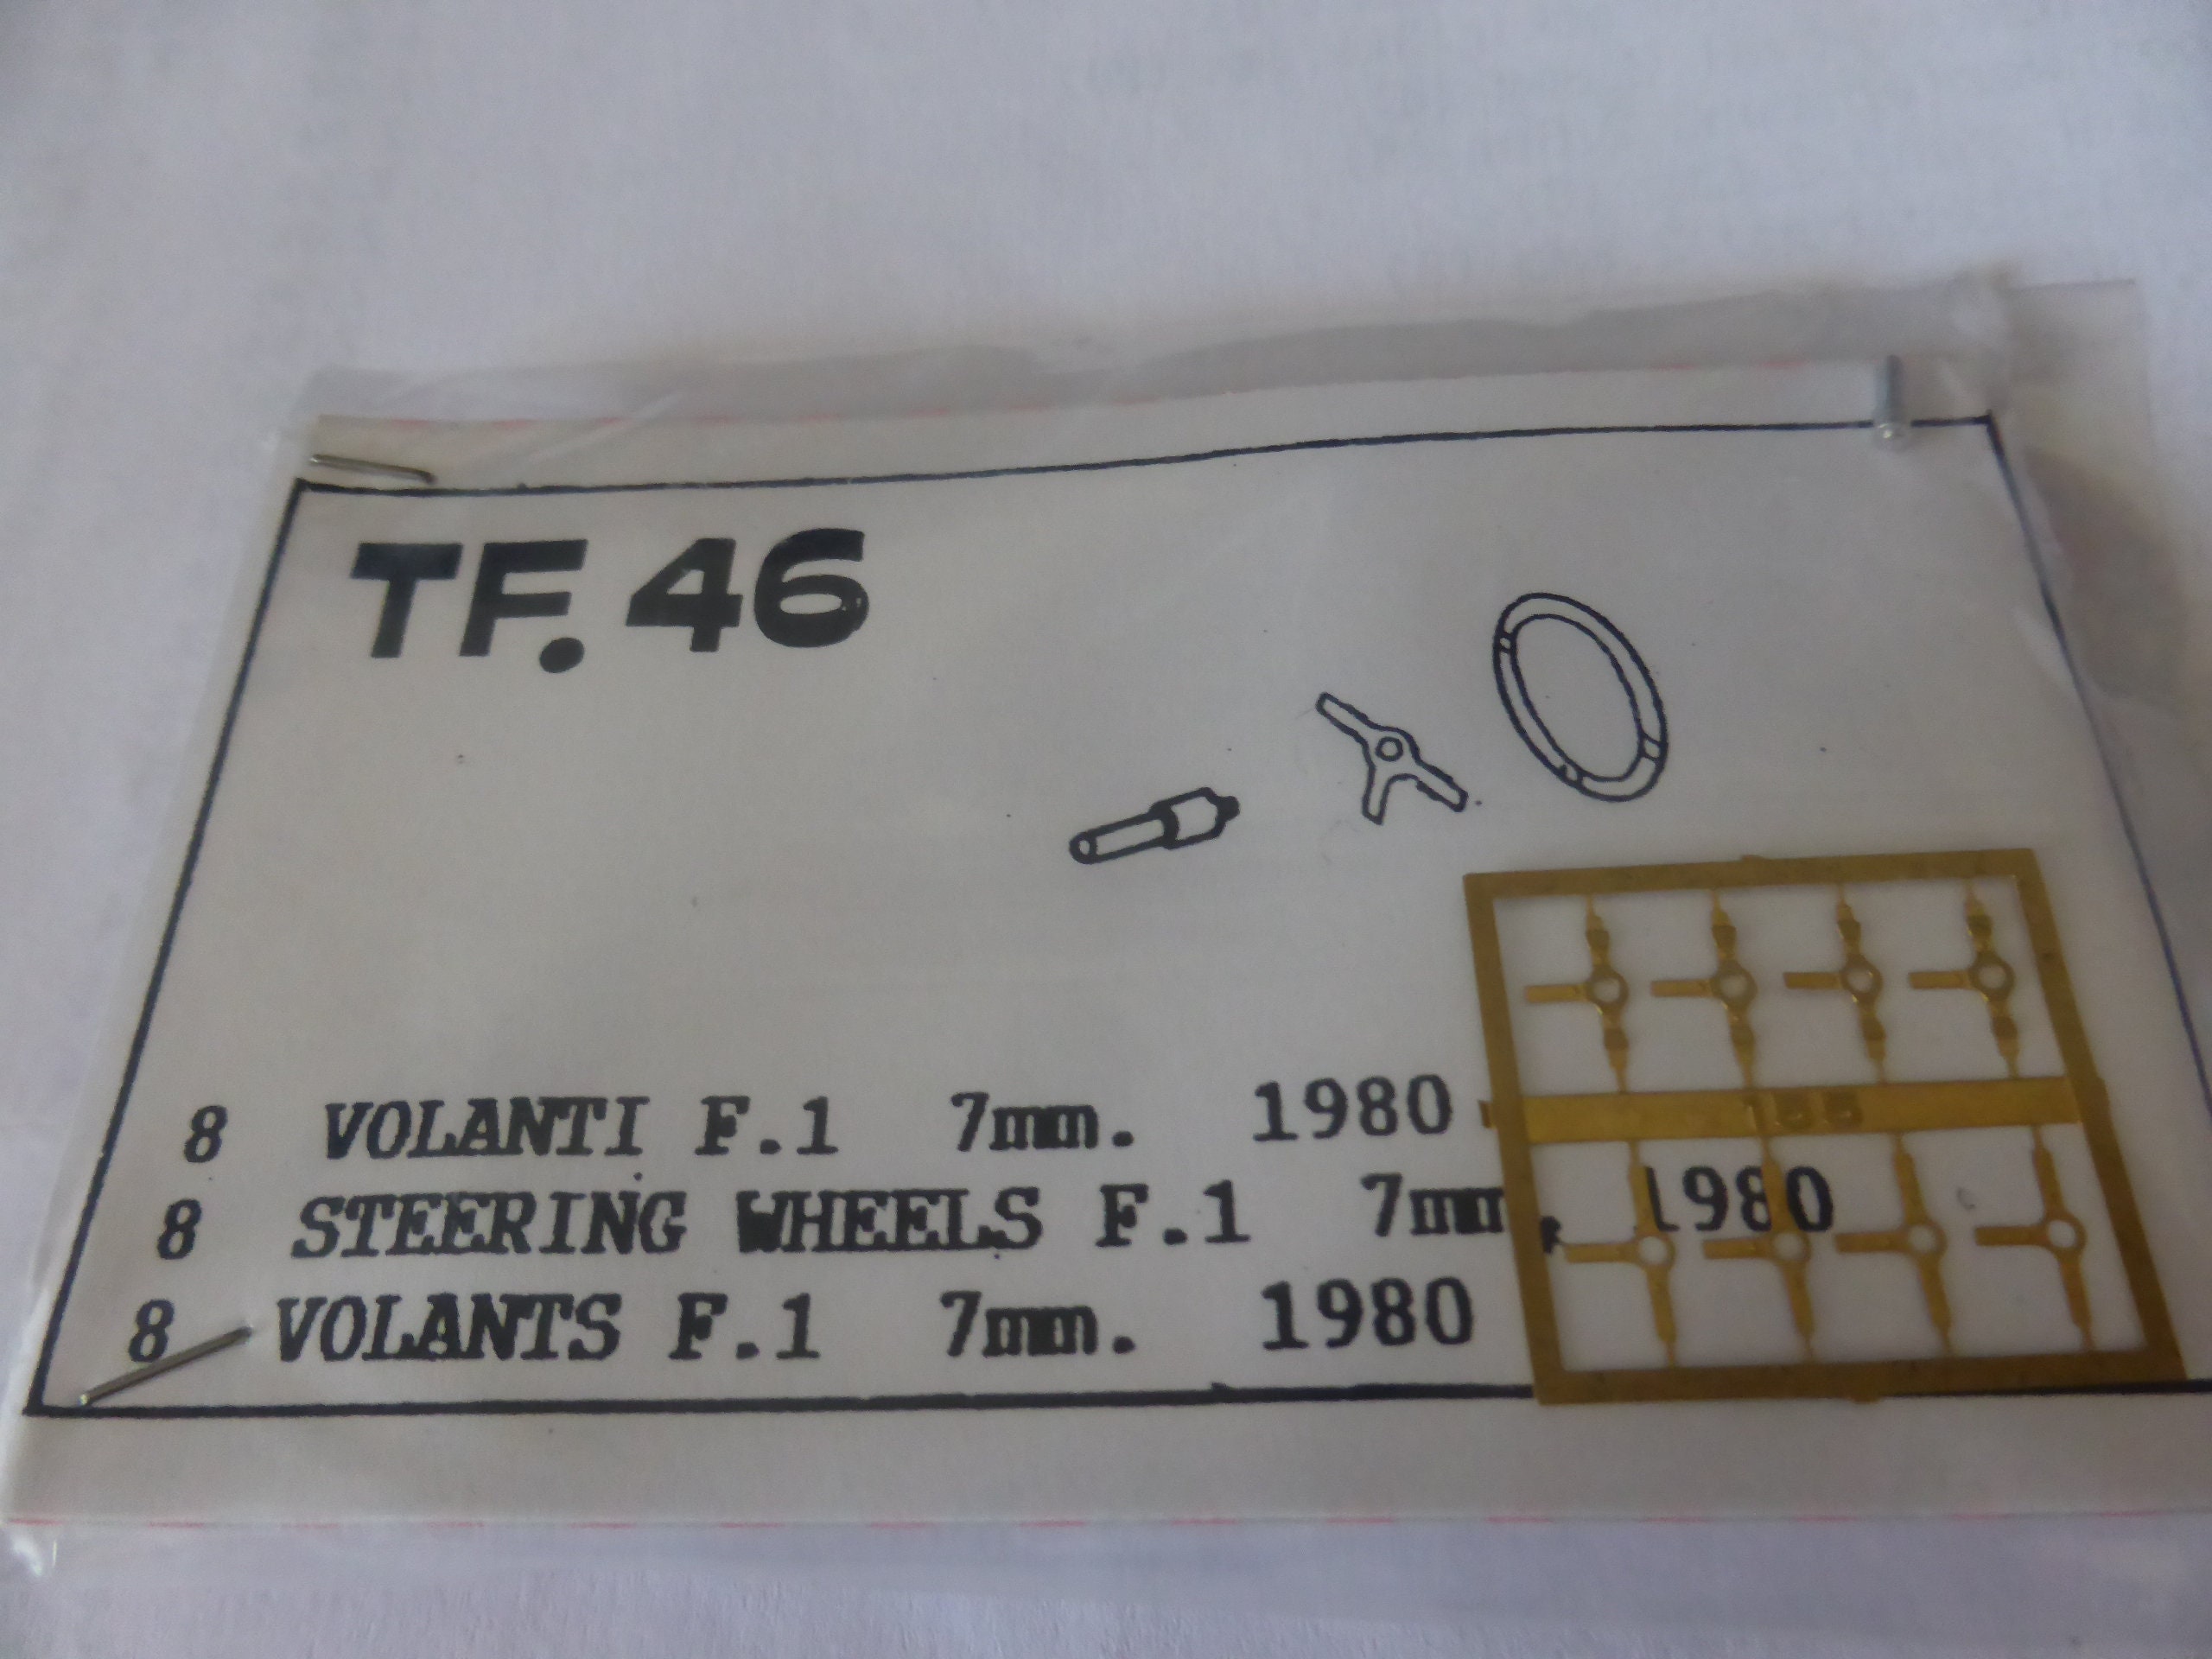 TF.46
8 VOLANTI F.1 7mm. 1980
8 STEERING WHEELS F.1 7mm. 1980
8 VOLANTS F.1 7mm. 1980